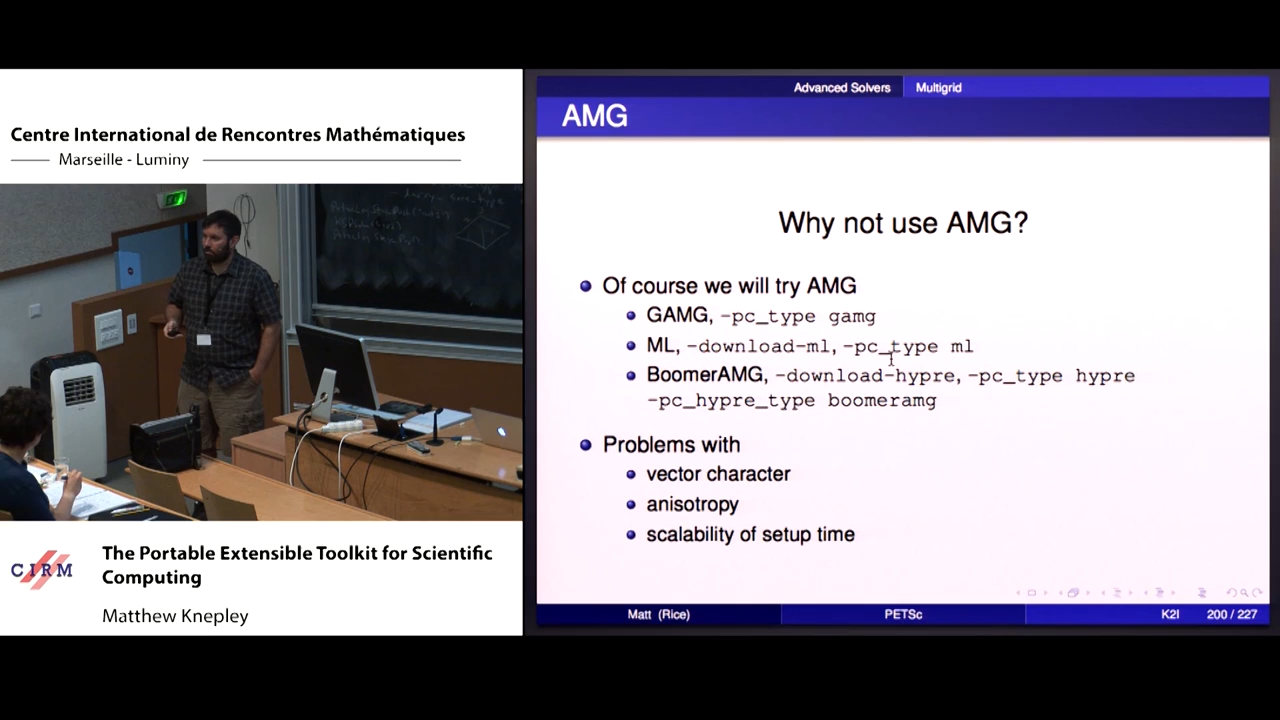 Centre International de Rencontres Mathématiques
Marseille - Luminy
CIRM
The Portable Extensible Toolkit for Scientific
Computing
Matthew Knepley
Advanced Solvers Multigrid
AMG
Why not use AMG?
Of course we will try AMG
GAMG, -pc_type gamg
ML, -download-ml, -pc_type ml
BoomerAMG, -download-hypre, -pc_type hypre
-pc_hypre_type boomeramg
Problems with
vector character
anisotropy
scalability of setup time
Matt (Rice) PETSc K2I 200 / 227